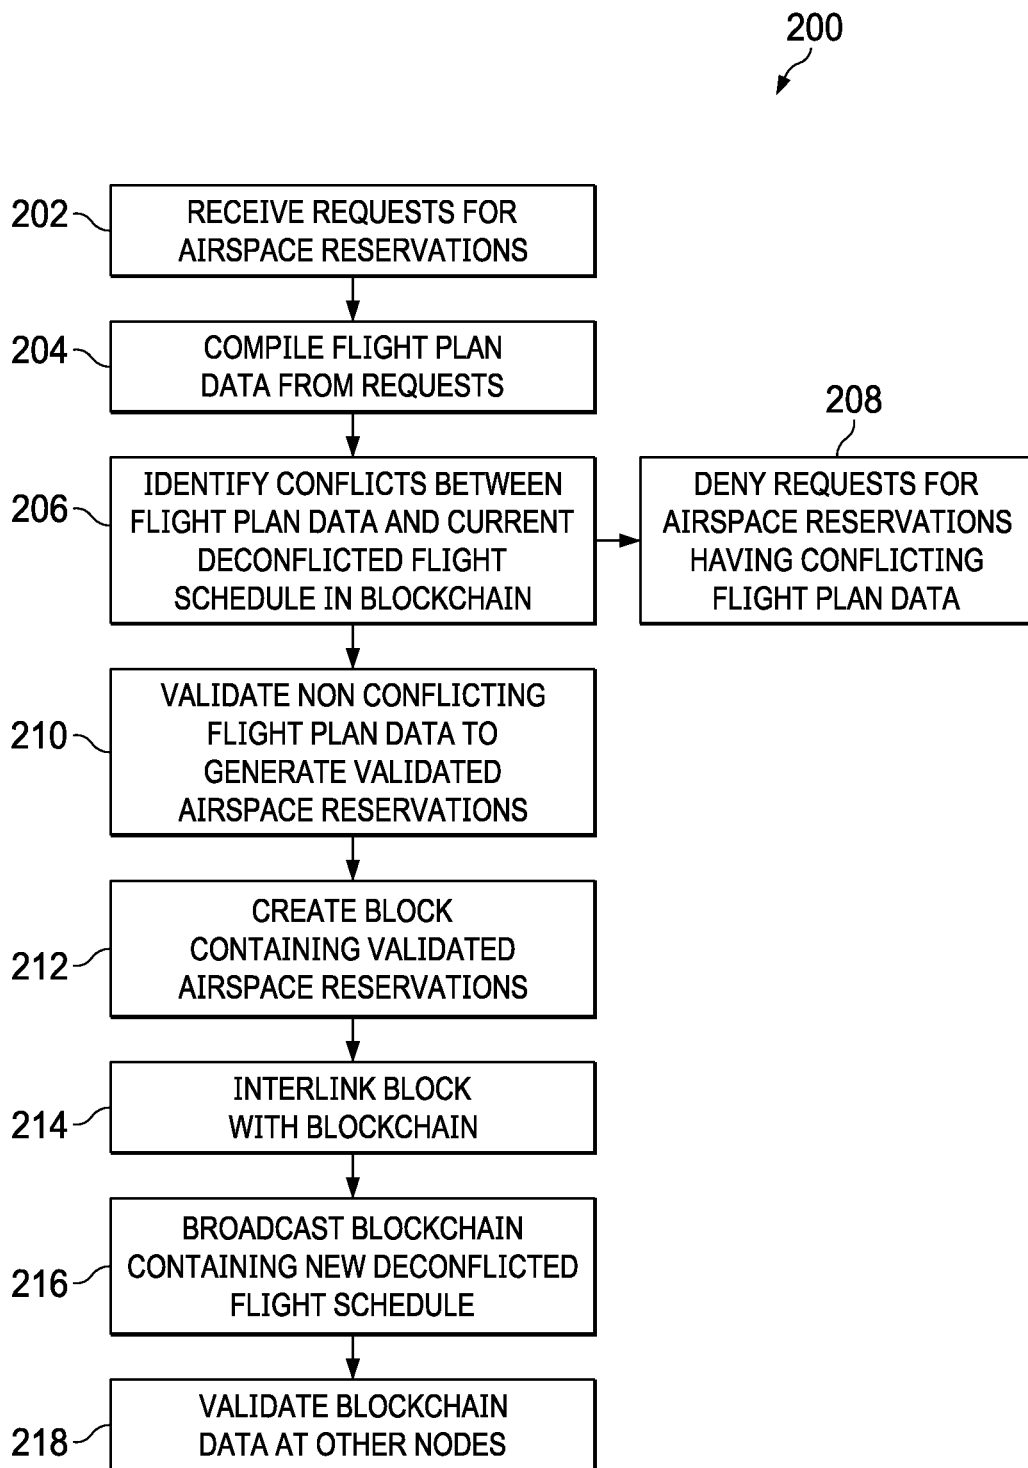 200
202
RECEIVE REQUESTS FOR
AIRSPACE RESERVATIONS
204
COMPILE FLIGHT PLAN
DATA FROM REQUESTS
206
IDENTIFY CONFLICTS BETWEEN
FLIGHT PLAN DATA AND CURRENT
DECONFLICTED FLIGHT
SCHEDULE IN BLOCKCHAIN
208
DENY REQUESTS FOR
AIRSPACE RESERVATIONS
HAVING CONFLICTING
FLIGHT PLAN DATA
210
VALIDATE NON CONFLICTING
FLIGHT PLAN DATA TO
GENERATE VALIDATED
AIRSPACE RESERVATIONS
212
CREATE BLOCK
CONTAINING VALIDATED
AIRSPACE RESERVATIONS
214
INTERLINK BLOCK
WITH BLOCKCHAIN
216
BROADCAST BLOCKCHAIN
CONTAINING NEW DECONFLICTED
FLIGHT SCHEDULE
218
VALIDATE BLOCKCHAIN
DATA AT OTHER NODES